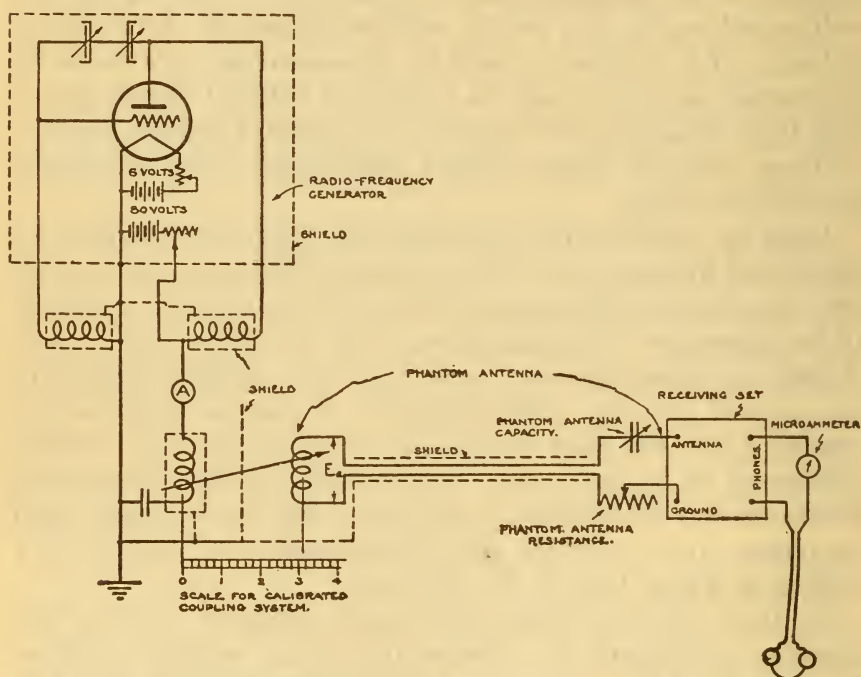 6 VOLTS
80 VOLTS
RADIO-FREQUENCY
GENERATOR
SHIELD
SHIELD
PHANTOM ANTENNA
RECEIVING SET
PHANTOM ANTENNA
CAPACITY.
MICROAMMETER
ANTENNA
A
SHIELD
PHONES.
GROUND
PHANTOM ANTENNA
RESISTANCE.
0 1 2 3 4
SCALE FOR CALIBRATED
COUPLING SYSTEM.